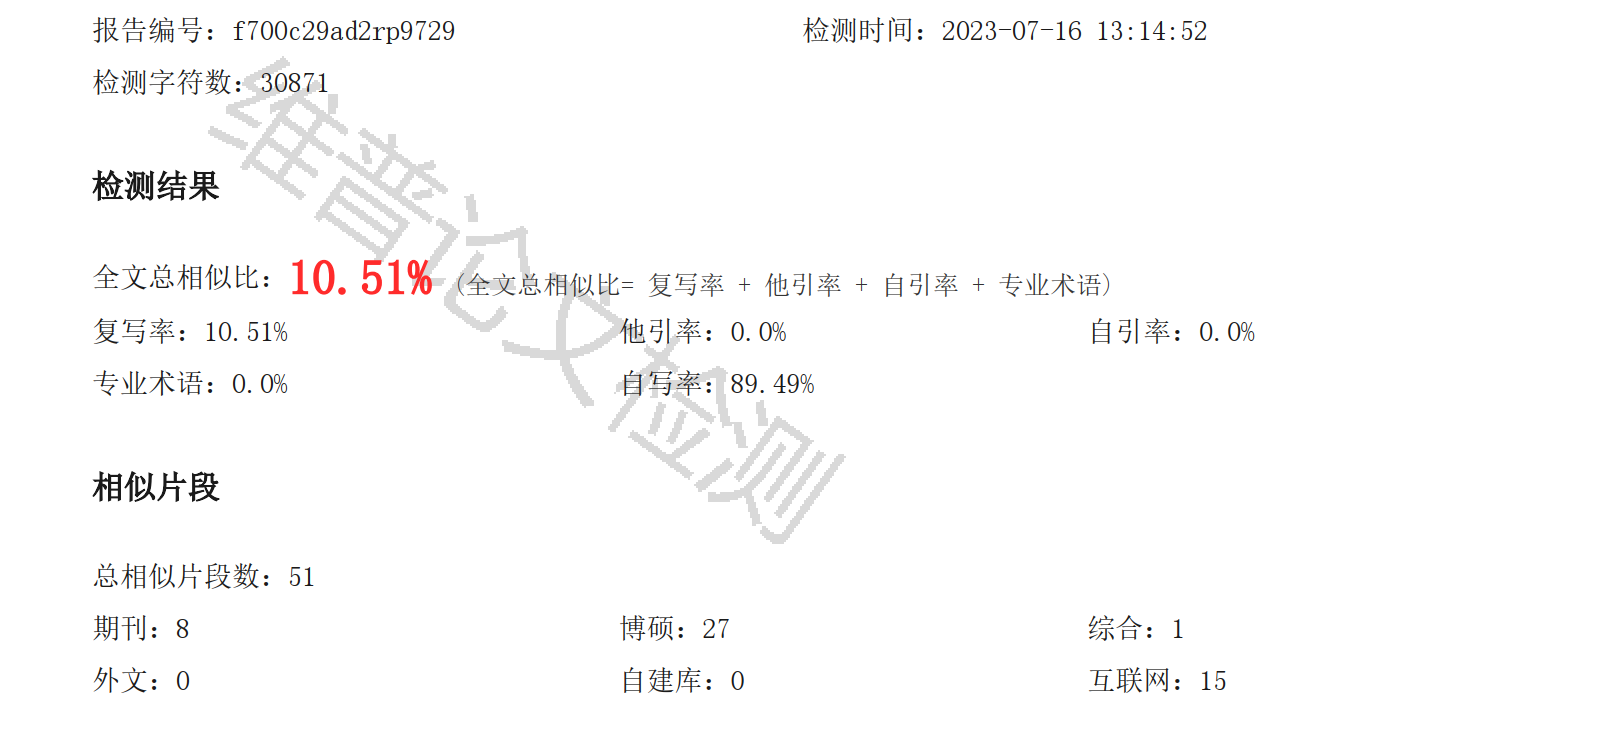 报告编号：f700c29ad2rp9729 检测时间：2023-07-16 13:14:52
检测字符数：30871
检测结果
全文总相似比：10.51% (全文总相似比= 复写率 + 他引率 + 自引率 + 专业术语)
复写率：10.51% 他引率：0.0% 自引率：0.0%
专业术语：0.0% 自写率：89.49%
相似片段
总相似片段数：51
期刊：8 博硕：27 综合：1
外文：0 自建库：0 互联网：15
维普论文检测